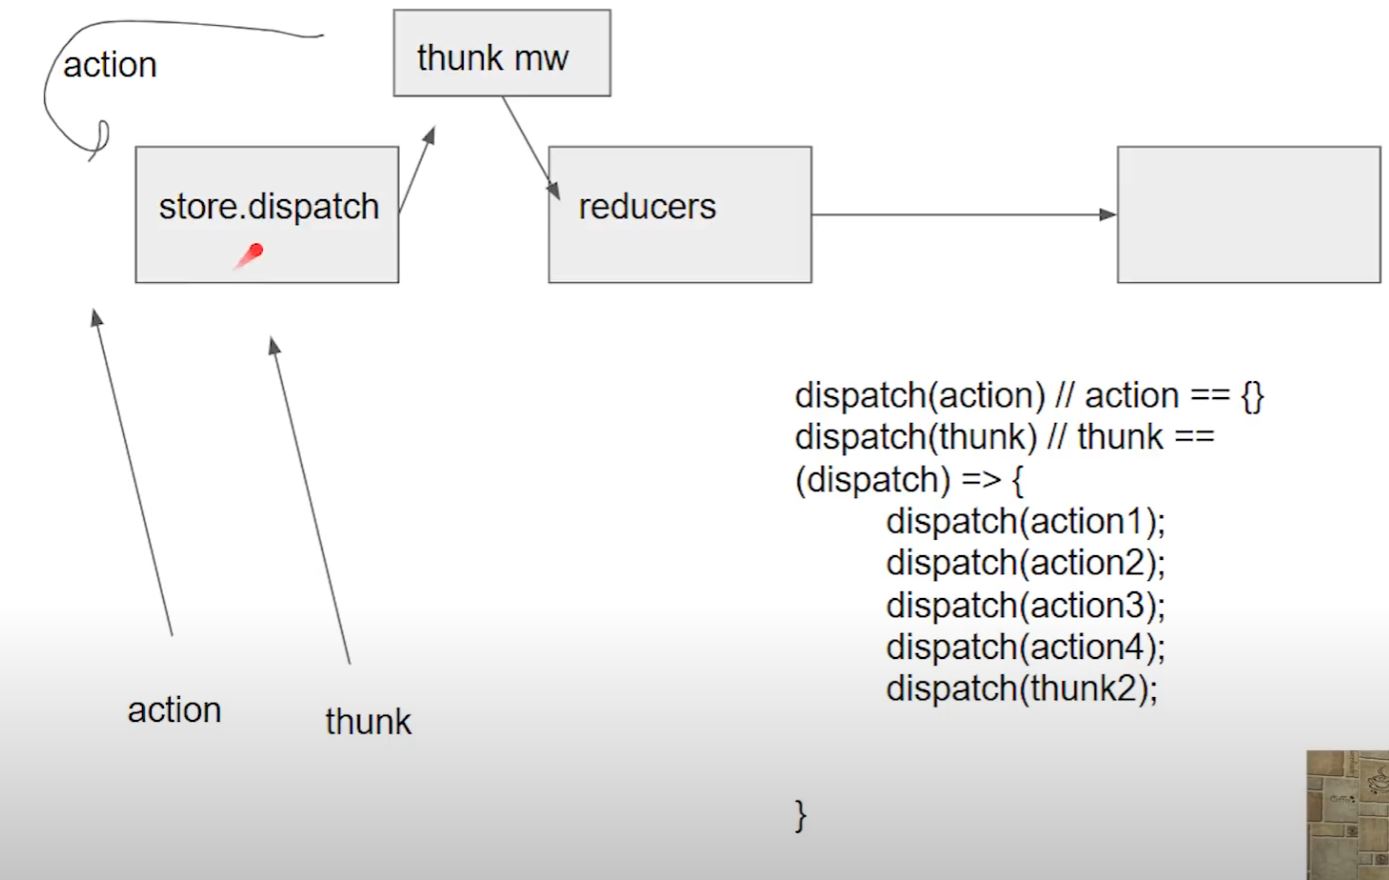 thunk mw
action
store.dispatch
reducers
dispatch(action) // action == {}
dispatch(thunk) // thunk ==
(dispatch) => {
dispatch(action1);
dispatch(action2);
dispatch(action3);
dispatch(action4);
dispatch(thunk2);
}
action
thunk